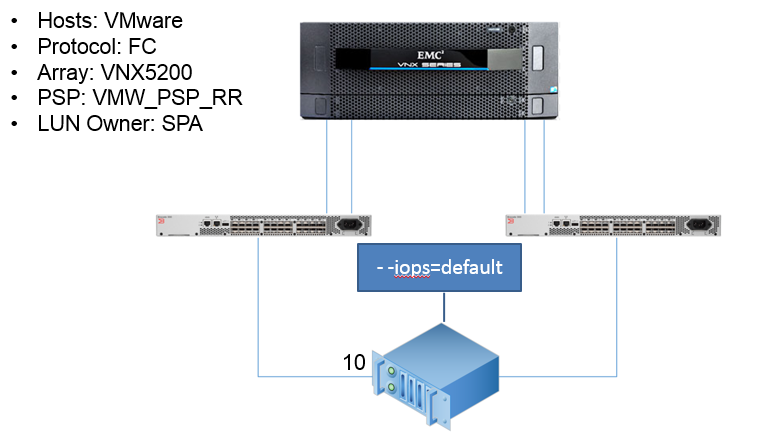 • Hosts: VMware
• Protocol: FC
• Array: VNX5200
• PSP: VMW_PSP_RR
• LUN Owner: SPA
EMC²
VNX SERIES
- -iops=default
10